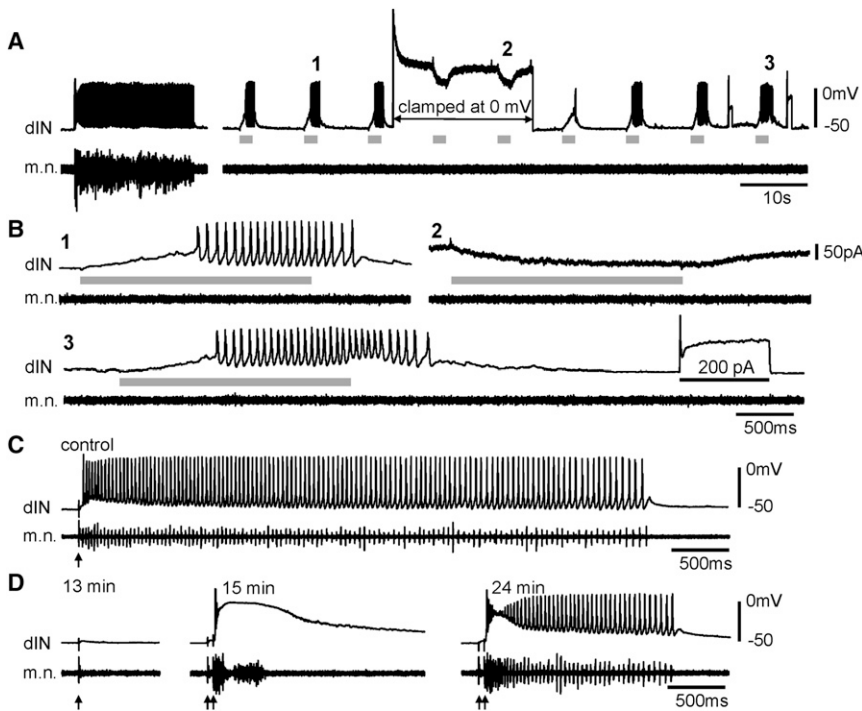 A
1
2
3
0mV
clamped at 0 mV
-50
dIN
m.n.
10s
B
1
2
dIN
50pA
m.n.
3
dIN
200 pA
m.n.
500ms
C
control
0mV
-50
dIN
m.n.
500ms
D
13 min
15 min
24 min
0mV
-50
dIN
m.n.
500ms